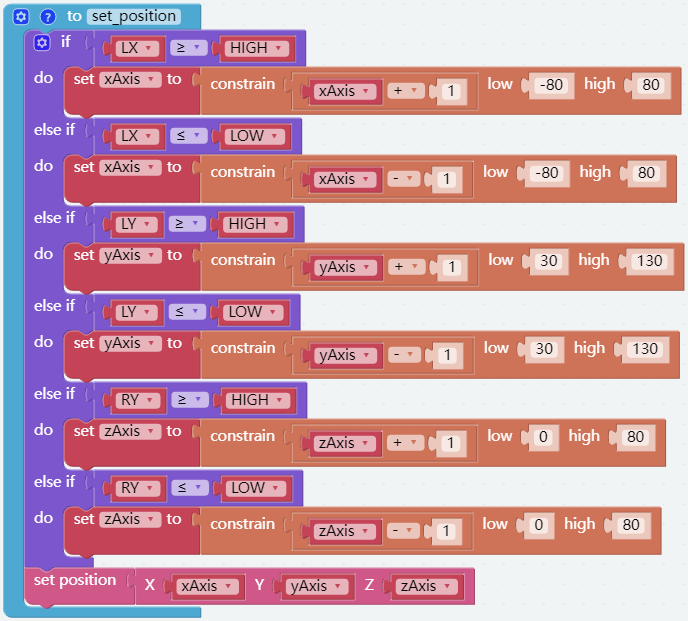 to set_position
if LX ≥ HIGH
do set xAxis to constrain xAxis + 1 low -80 high 80
else if LX ≤ LOW
do set xAxis to constrain xAxis - 1 low -80 high 80
else if LY ≥ HIGH
do set yAxis to constrain yAxis + 1 low 30 high 130
else if LY ≤ LOW
do set yAxis to constrain yAxis - 1 low 30 high 130
else if RY ≥ HIGH
do set zAxis to constrain zAxis + 1 low 0 high 80
else if RY ≤ LOW
do set zAxis to constrain zAxis - 1 low 0 high 80
set position X xAxis Y yAxis Z zAxis